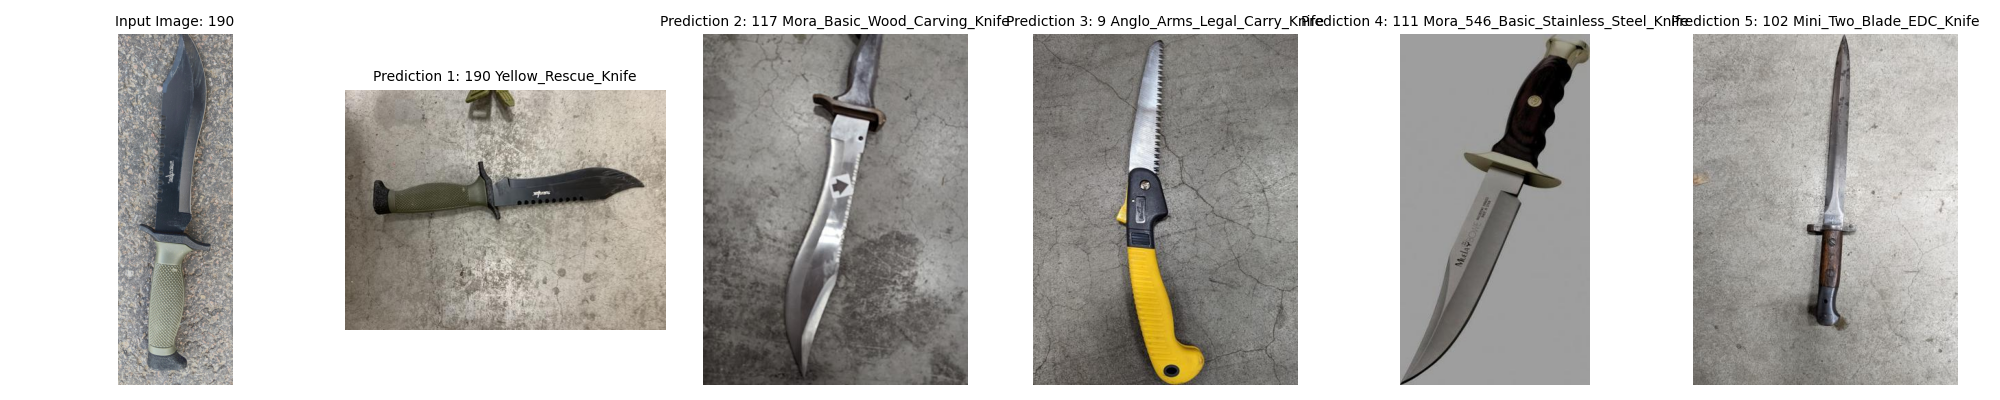 Input Image: 190
Prediction 1: 190 Yellow_Rescue_Knife
Prediction 2: 117 Mora_Basic_Wood_Carving_Knife
Prediction 3: 9 Anglo_Arms_Legal_Carry_Knife
Prediction 4: 111 Mora_546_Basic_Stainless_Steel_Knife
Prediction 5: 102 Mini_Two_Blade_EDC_Knife